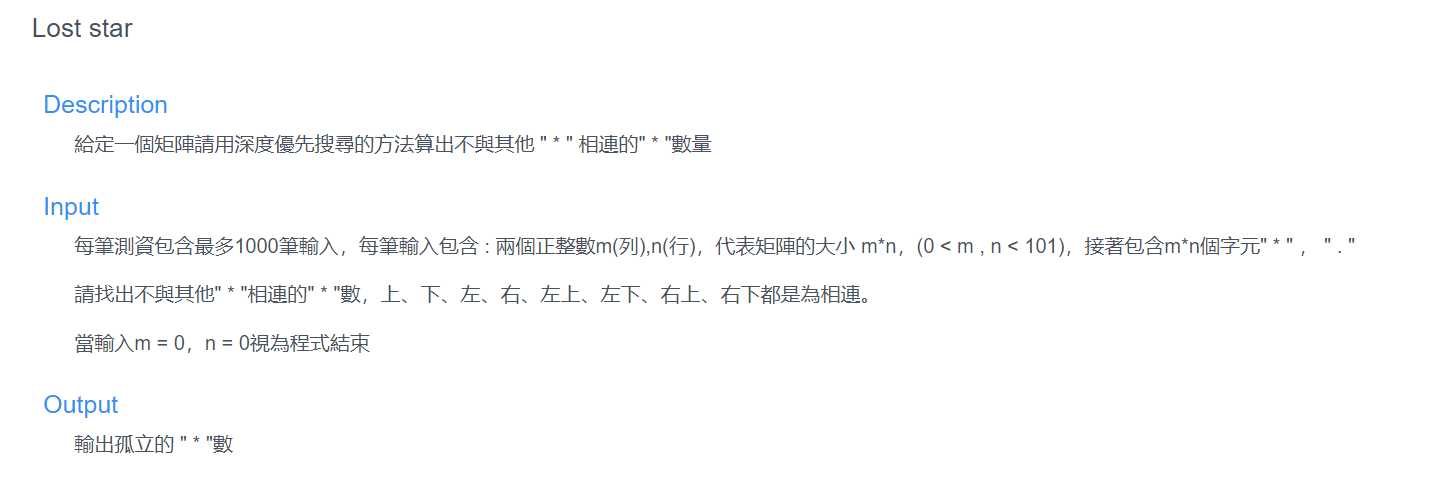 Lost star
Description
給定一個矩陣請用深度優先搜尋的方法算出不與其他 " * " 相連的" * "數量
Input
每筆測資包含最多1000筆輸入，每筆輸入包含 : 兩個正整數m(列),n(行)，代表矩陣的大小 m*n，(0 < m , n < 101)，接著包含m*n個字元" * " ， " . "
請找出不與其他" * "相連的" * "數，上、下、左、右、左上、左下、右上、右下都是為相連。
當輸入m = 0，n = 0視為程式結束
Output
輸出孤立的 " * "數